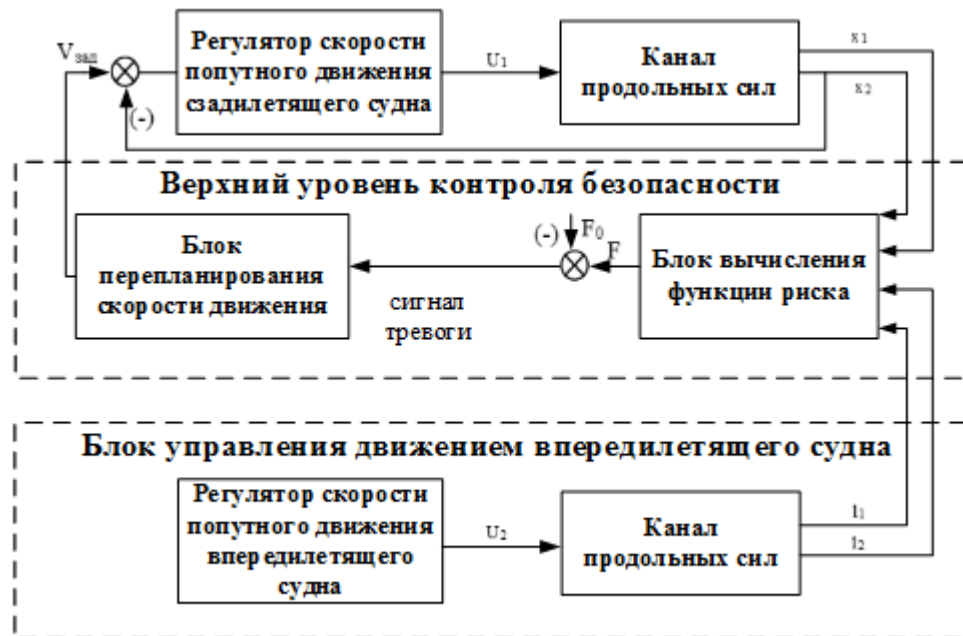 V зад
(-)
Регулятор скорости
попутного движения
сзадилетящего судна
U1
Канал
продольных сил
x1
x2
Верхний уровень контроля безопасности
Блок
перепланирования
скорости движения
сигнал
тревоги
(-)
F0
F
Блок вычисления
функции риска
Блок управления движением впередилетящего судна
Регулятор скорости
попутного движения
впередилетящего
судна
U2
Канал
продольных сил
l1
l2